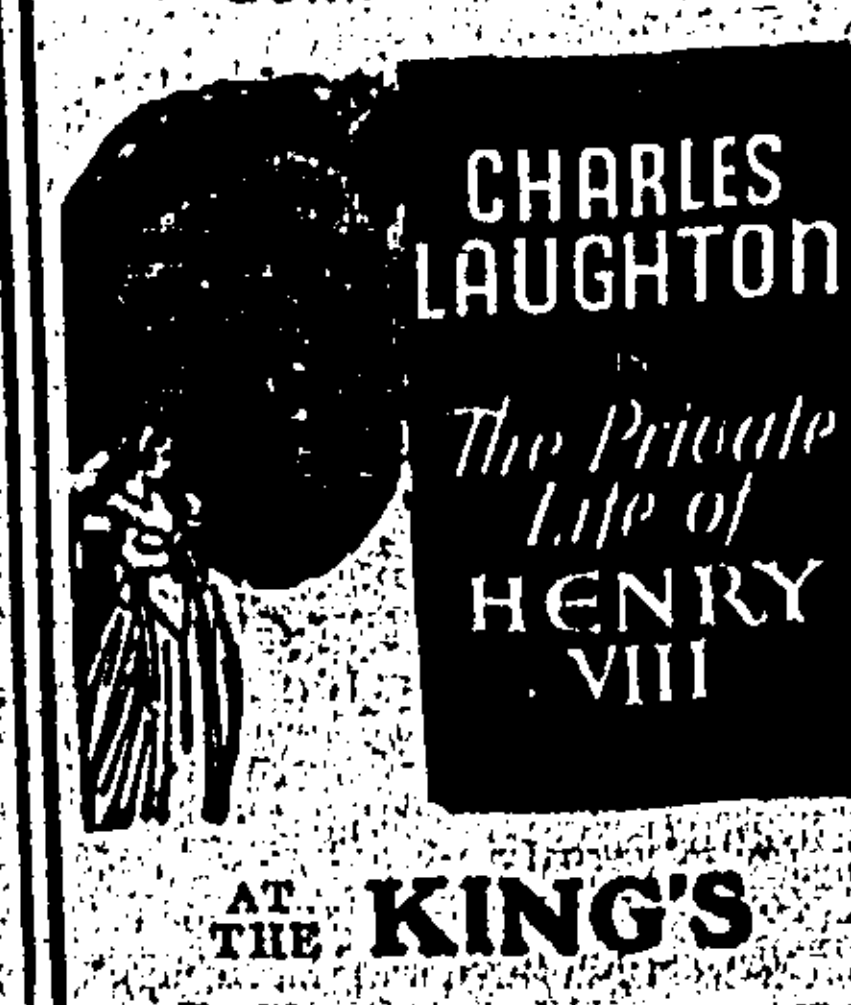 CHARLES
LAUGHTON
IN
The Private
Life of
HENRY
VIII
AT
THE KING'S